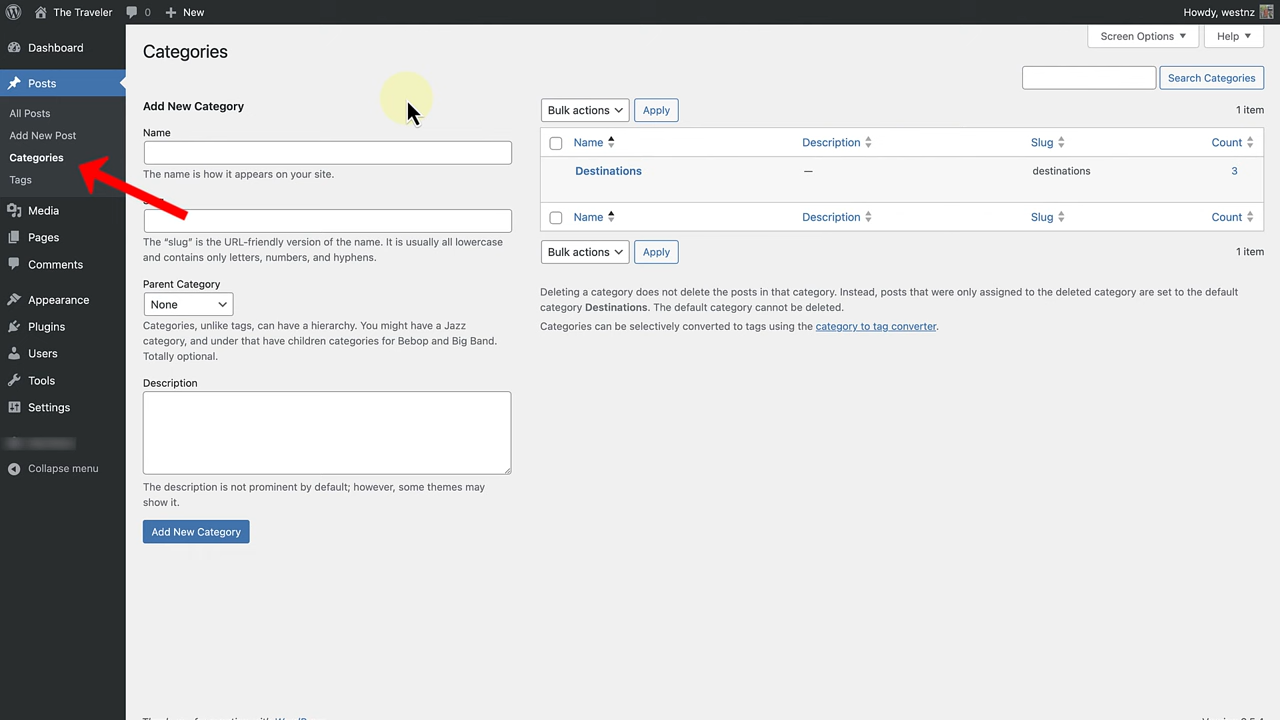 The Traveler 0 New Howdy, westnz
Dashboard
Posts
All Posts
Add New Post
Categories
Tags
Media
Pages
Comments
Appearance
Plugins
Users
Tools
Settings
Collapse menu
Screen Options Help
Categories
Search Categories
Add New Category
Name
The name is how it appears on your site.
The “slug” is the URL-friendly version of the name. It is usually all lowercase
and contains only letters, numbers, and hyphens.
Parent Category
None
Categories, unlike tags, can have a hierarchy. You might have a Jazz
category, and under that have children categories for Bebop and Big Band.
Totally optional.
Description
The description is not prominent by default; however, some themes may
show it.
Add New Category
Bulk actions Apply 1 item
Name Description Slug Count
Destinations — destinations 3
Name Description Slug Count
Bulk actions Apply 1 item
Deleting a category does not delete the posts in that category. Instead, posts that were only assigned to the deleted category are set to the default
category Destinations. The default category cannot be deleted.
Categories can be selectively converted to tags using the category to tag converter.